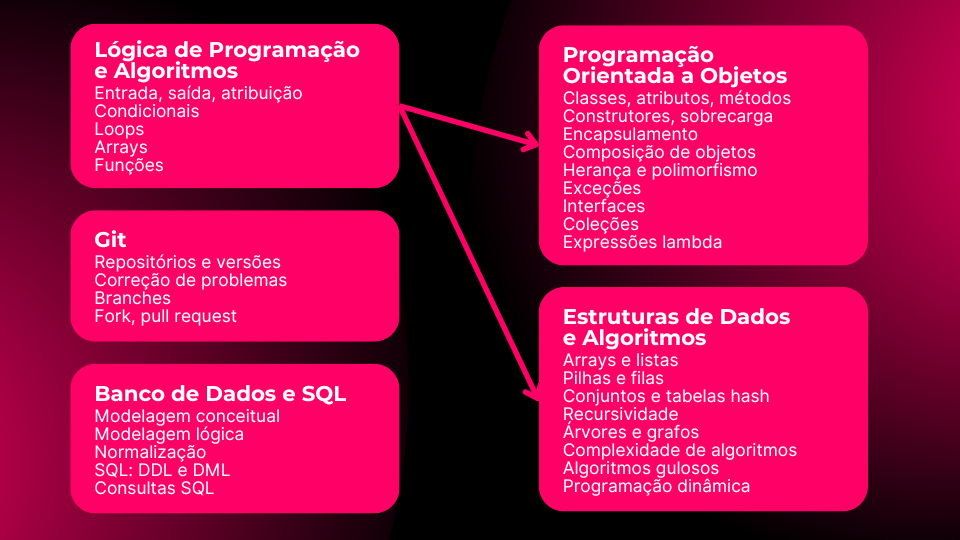 Lógica de Programação
e Algoritmos
Entrada, saída, atribuição
Condicionais
Loops
Arrays
Funções
Git
Repositórios e versões
Correção de problemas
Branches
Fork, pull request
Banco de Dados e SQL
Modelagem conceitual
Modelagem lógica
Normalização
SQL: DDL e DML
Consultas SQL
Programação
Orientada a Objetos
Classes, atributos, métodos
Construtores, sobrecarga
Encapsulamento
Composição de objetos
Herança e polimorfismo
Exceções
Interfaces
Coleções
Expressões lambda
Estruturas de Dados
e Algoritmos
Arrays e listas
Pilhas e filas
Conjuntos e tabelas hash
Recursividade
Árvores e grafos
Complexidade de algoritmos
Algoritmos gulosos
Programação dinâmica